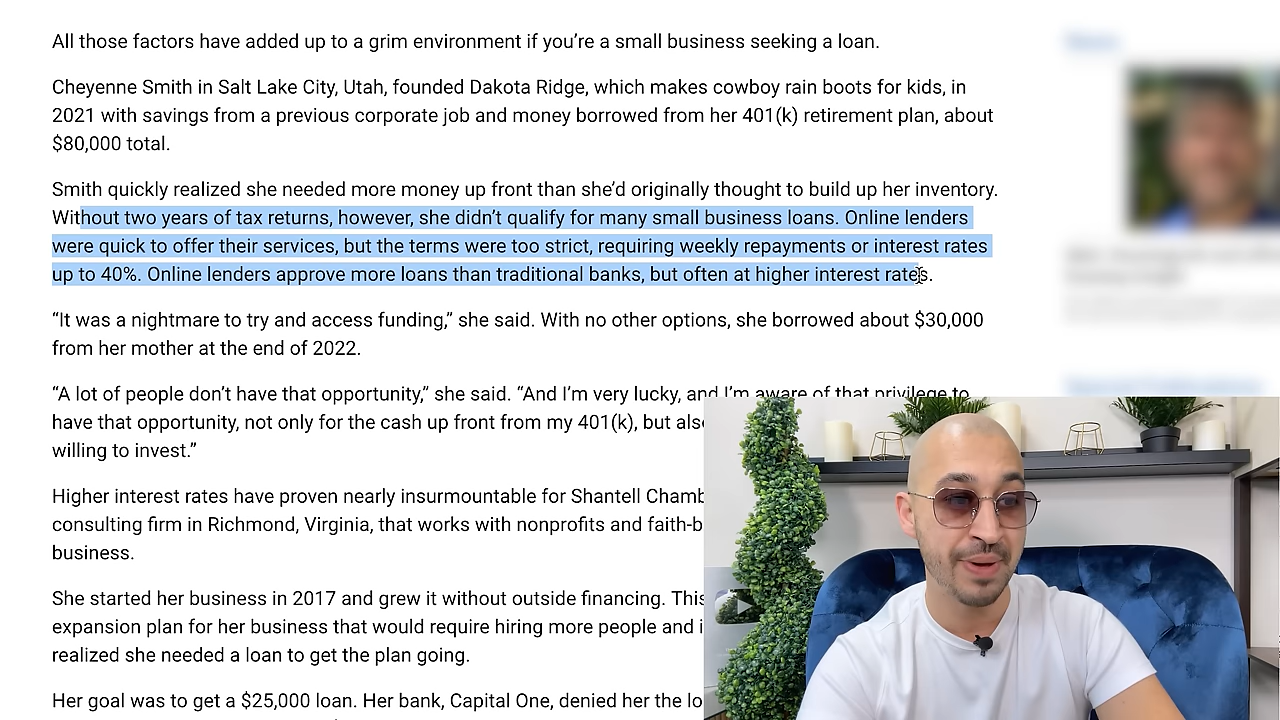 All those factors have added up to a grim environment if you’re a small business seeking a loan.
Cheyenne Smith in Salt Lake City, Utah, founded Dakota Ridge, which makes cowboy rain boots for kids, in
2021 with savings from a previous corporate job and money borrowed from her 401(k) retirement plan, about
$80,000 total.
Smith quickly realized she needed more money up front than she’d originally thought to build up her inventory.
Without two years of tax returns, however, she didn’t qualify for many small business loans. Online lenders
were quick to offer their services, but the terms were too strict, requiring weekly repayments or interest rates
up to 40%. Online lenders approve more loans than traditional banks, but often at higher interest rates.
“It was a nightmare to try and access funding,” she said. With no other options, she borrowed about $30,000
from her mother at the end of 2022.
“A lot of people don’t have that opportunity,” she said. “And I’m very lucky, and I’m aware of that privilege to
have that opportunity, not only for the cash up front from my 401(k), but also
willing to invest.”
Higher interest rates have proven nearly insurmountable for Shantell Chamb
consulting firm in Richmond, Virginia, that works with nonprofits and faith-b
business.
She started her business in 2017 and grew it without outside financing. This
expansion plan for her business that would require hiring more people and i
realized she needed a loan to get the plan going.
Her goal was to get a $25,000 loan. Her bank, Capital One, denied her the lo